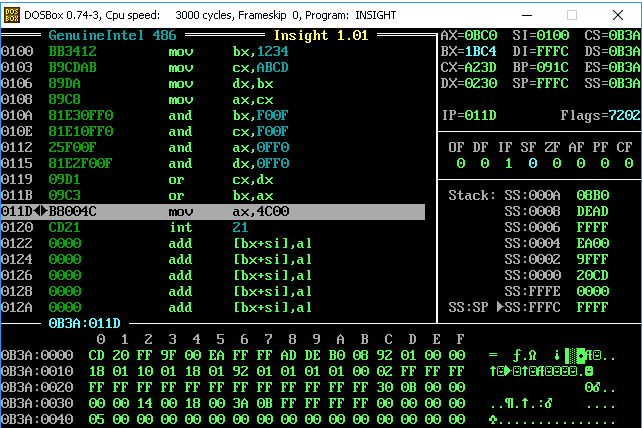 DOSBox 0.74-3, Cpu speed: 3000 cycles, Frameskip 0, Program: INSIGHT
GenuineIntel 486 Insight 1.01
0100 BB3412 mov bx,1234
0103 B9CDAB mov cx,ABCD
0106 89DA mov dx,bx
0108 89C8 mov ax,cx
010A 81E30FF0 and bx,F00F
010E 81E10FF0 and cx,F00F
0112 25F00F and ax,0FF0
0115 81E2F00F and dx,0FF0
0119 09D1 or cx,dx
011B 09C3 or bx,ax
011D B8004C mov ax,4C00
0120 CD21 int 21
0122 0000 add [bx+si],al
0124 0000 add [bx+si],al
0126 0000 add [bx+si],al
0128 0000 add [bx+si],al
012A 0000 add [bx+si],al
AX=0BC0 SI=0100 CS=0B3A
BX=1BC4 DI=FFFC DS=0B3A
CX=A23D BP=091C ES=0B3A
DX=0230 SP=FFFC SS=0B3A
IP=011D Flags=7202
OF DF IF SF ZF AF PF CF
0 0 1 0 0 0 0 0
Stack: SS:000A 08B0
SS:0008 DEAD
SS:0006 FFFF
SS:0004 EA00
SS:0002 9FFF
SS:0000 20CD
SS:FFFE 0000
SS:SP ►SS:FFFC FFFF
0B3A:011D
0 1 2 3 4 5 6 7 8 9 A B C D E F
0B3A:0000 CD 20 FF 9F 00 EA FF FF AD DE B0 08 92 01 00 00
0B3A:0010 18 01 10 01 18 01 92 01 01 01 01 00 02 FF FF FF
0B3A:0020 FF FF FF FF FF FF FF FF FF FF FF FF 30 0B 00 00
0B3A:0030 00 00 14 00 18 00 3A 0B FF FF FF FF 00 00 00 00
0B3A:0040 05 00 00 00 00 00 00 00 00 00 00 00 00 00 00 00